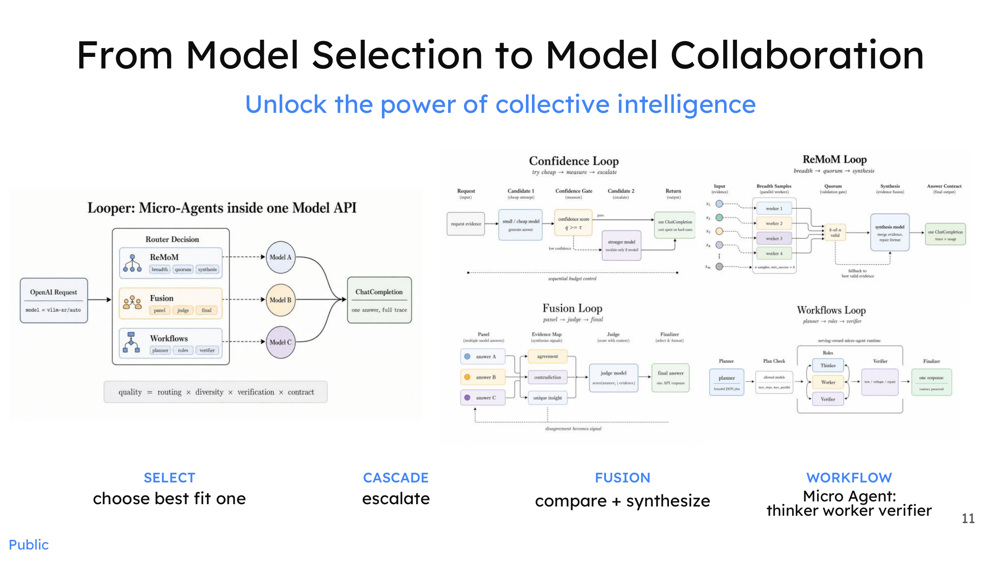 From Model Selection to Model Collaboration
Unlock the power of collective intelligence
Looper: Micro-Agents inside one Model API
OpenAI Request
model = vllm-sr/auto
Router Decision
ReMoM
breadth
quorum
synthesis
Fusion
panel
judge
final
Workflows
planner
roles
verifier
Model A
Model B
Model C
ChatCompletion
one answer, full trace
quality = routing × diversity × verification × contract
Confidence Loop
try cheap → measure → escalate
Request
(input)
Candidate 1
(cheap attempt)
Confidence Gate
(measure)
Candidate 2
(escalate)
Return
(output)
request evidence
small / cheap model
generate answer
confidence score
q >= τ
pass
low confidence
stronger model
escalate only if needed
one ChatCompletion
cost spent on hard cases
sequential budget control
ReMoM Loop
breadth → quorum → synthesis
Input
(evidence)
Breadth Samples
(parallel workers)
Quorum
(validation gate)
Synthesis
(evidence fusion)
Answer Contract
(final output)
x₁
x₂
x₃
x₄
xₘ
worker 1
worker 2
worker 3
worker 4
n samples, min_success = k
k-of-n
valid
synthesis model
merge evidence,
repair format
one ChatCompletion
trace + usage
fallback to
best valid evidence
Fusion Loop
panel → judge → final
Panel
(multiple model answers)
Evidence Map
(synthesize signals)
Judge
(score with context)
Finalizer
(select & format)
answer A
answer B
answer C
agreement
contradiction
unique insight
judge model
score(answerᵢ | evidence)
final answer
one API response
disagreement becomes signal
Workflows Loop
planner → roles → verifier
serving-owned micro-agent runtime
Planner
Plan Check
Roles
Verifier
Finalizer
planner
bounded JSON plan
allowed models
max_steps, max_parallel
Thinker
Worker
Verifier
test / critique / repair
one response
contract preserved
SELECT
choose best fit one
CASCADE
escalate
FUSION
compare + synthesize
WORKFLOW
Micro Agent:
thinker worker verifier
11
Public